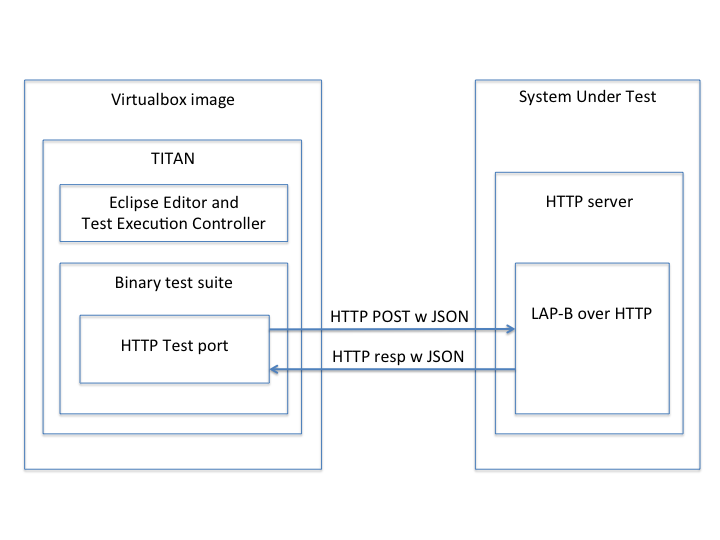 Virtualbox image
TITAN
Eclipse Editor and
Test Execution Controller
Binary test suite
HTTP Test port
HTTP POST w JSON
HTTP resp w JSON
System Under Test
HTTP server
LAP-B over HTTP